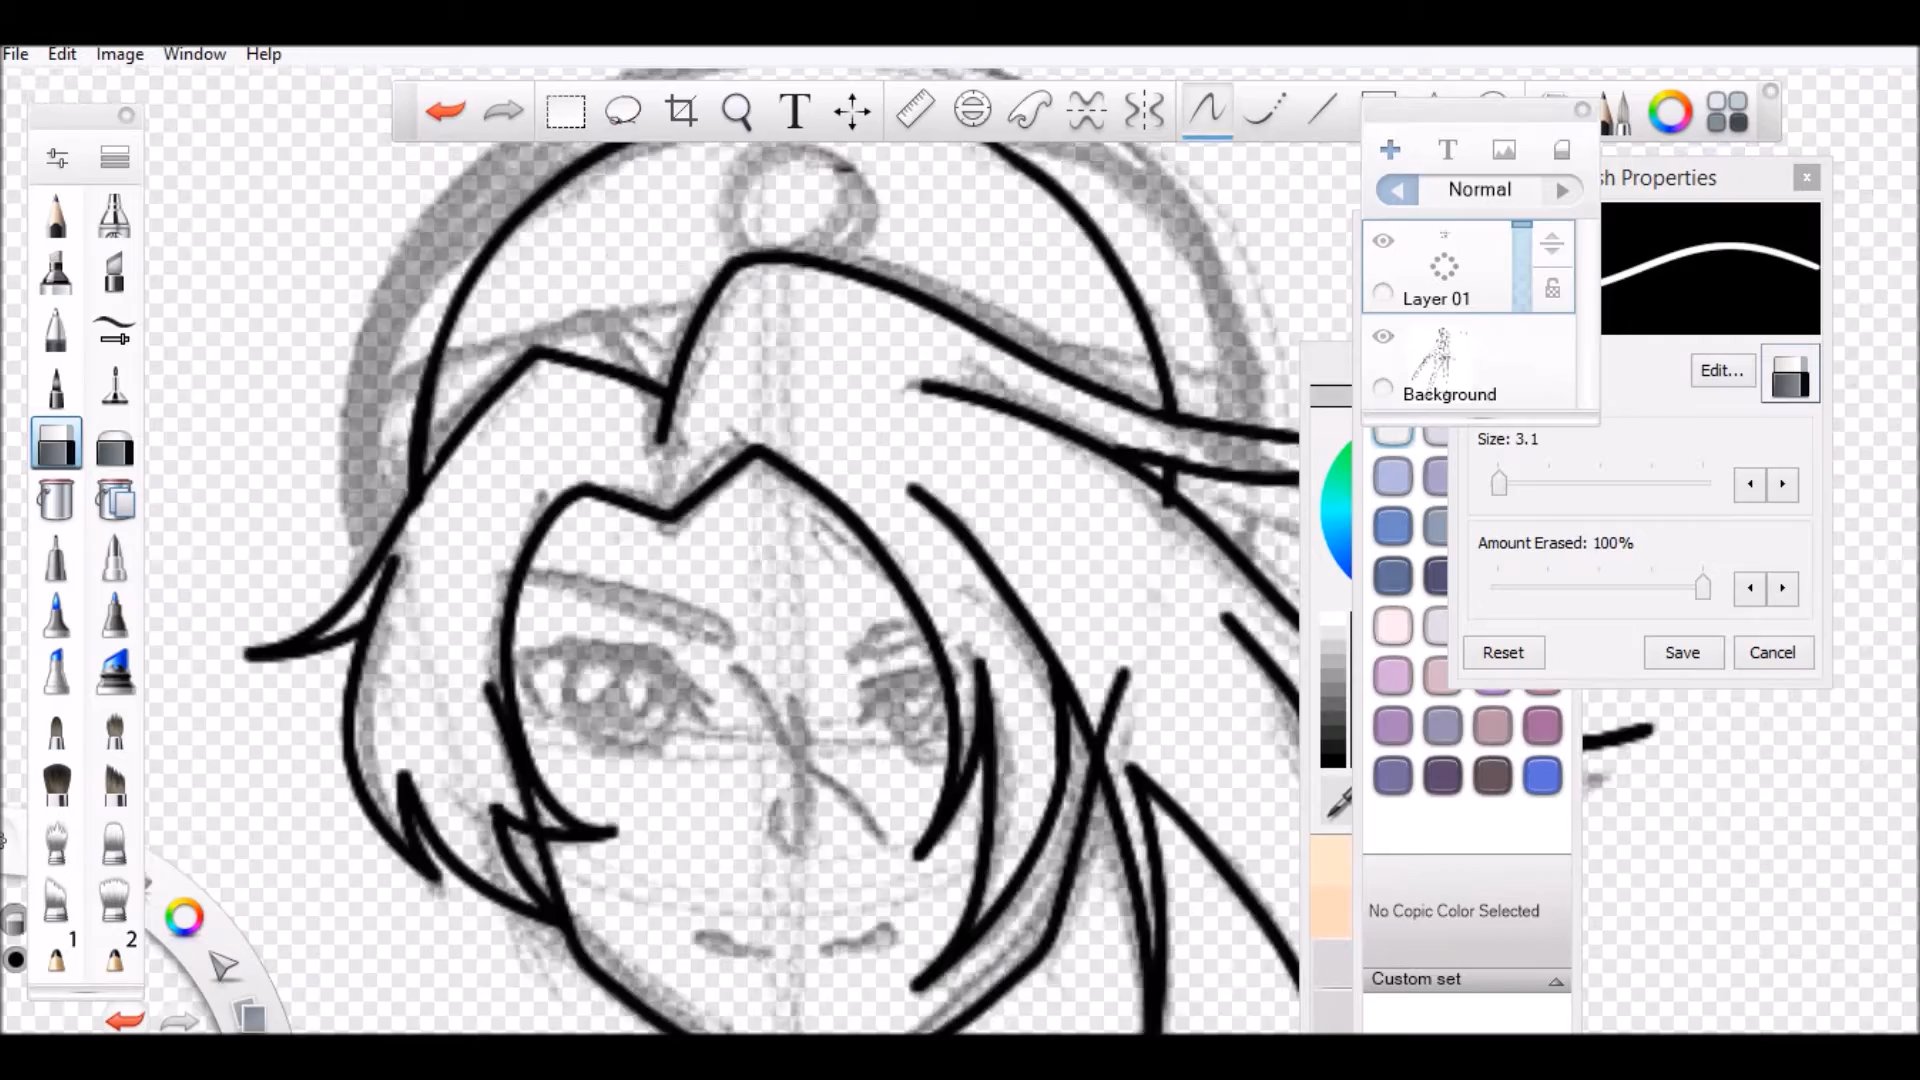 File Edit Image Window Help
T
T
sh Properties
Normal
Layer 01
Background
Edit...
Size: 3.1
Amount Erased: 100%
Reset Save Cancel
No Copic Color Selected
Custom set
1 2